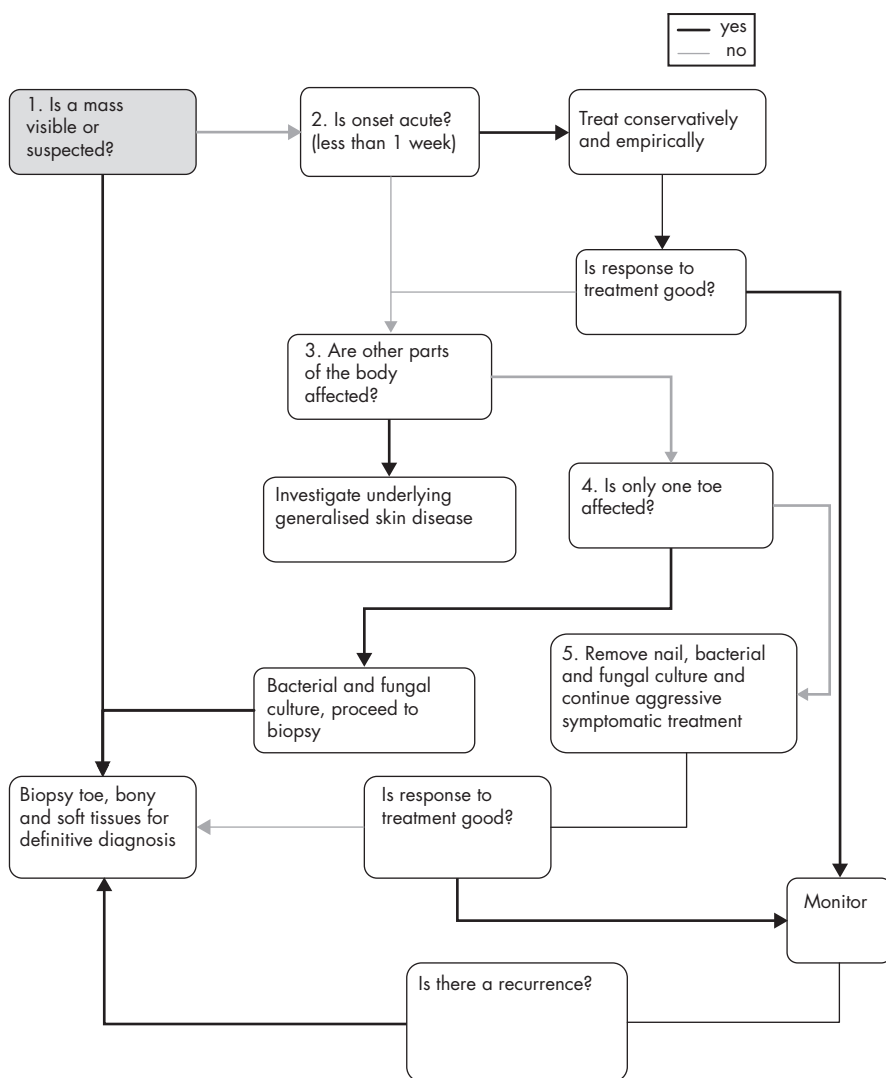 yes
no
1. Is a mass
visible or
suspected?
2. Is onset acute?
(less than 1 week)
Treat conservatively
and empirically
Is response to
treatment good?
3. Are other parts
of the body
affected?
Investigate underlying
generalised skin disease
4. Is only one toe
affected?
5. Remove nail, bacterial
and fungal culture and
continue aggressive
symptomatic treatment
Bacterial and fungal
culture, proceed to
biopsy
Biopsy toe, bony
and soft tissues for
definitive diagnosis
Is response to
treatment good?
Monitor
Is there a recurrence?